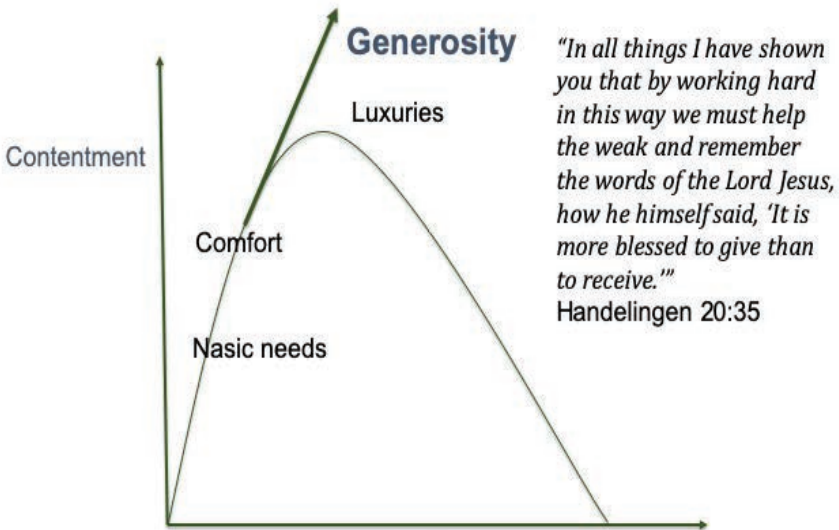 Generosity
Luxuries
Contentment
Comfort
Nasic needs
“In all things I have shown
you that by working hard
in this way we must help
the weak and remember
the words of the Lord Jesus,
how he himself said, ‘It is
more blessed to give than
to receive.’”
Handelingen 20:35